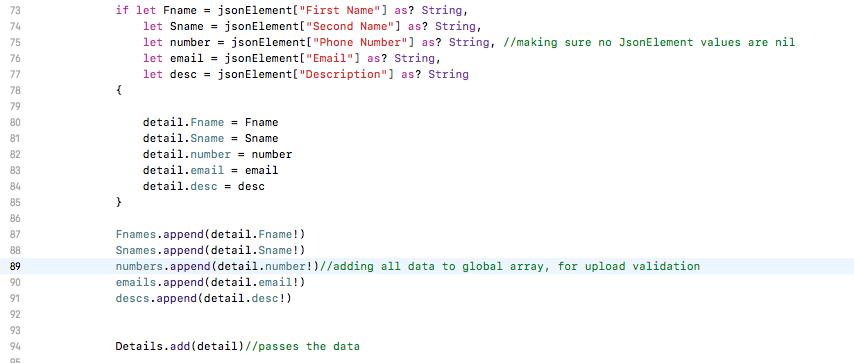 73 if let Fname = jsonElement["First Name"] as? String,
74 let Sname = jsonElement["Second Name"] as? String,
75 let number = jsonElement["Phone Number"] as? String, //making sure no JsonElement values are nil
76 let email = jsonElement["Email"] as? String,
77 let desc = jsonElement["Description"] as? String
78 {
79
80 detail.Fname = Fname
81 detail.Sname = Sname
82 detail.number = number
83 detail.email = email
84 detail.desc = desc
85 }
86
87 Fnames.append(detail.Fname!)
88 Snames.append(detail.Sname!)
89 numbers.append(detail.number!)//adding all data to global array, for upload validation
90 emails.append(detail.email!)
91 descs.append(detail.desc!)
92
93
94 Details.add(detail)//passes the data
95